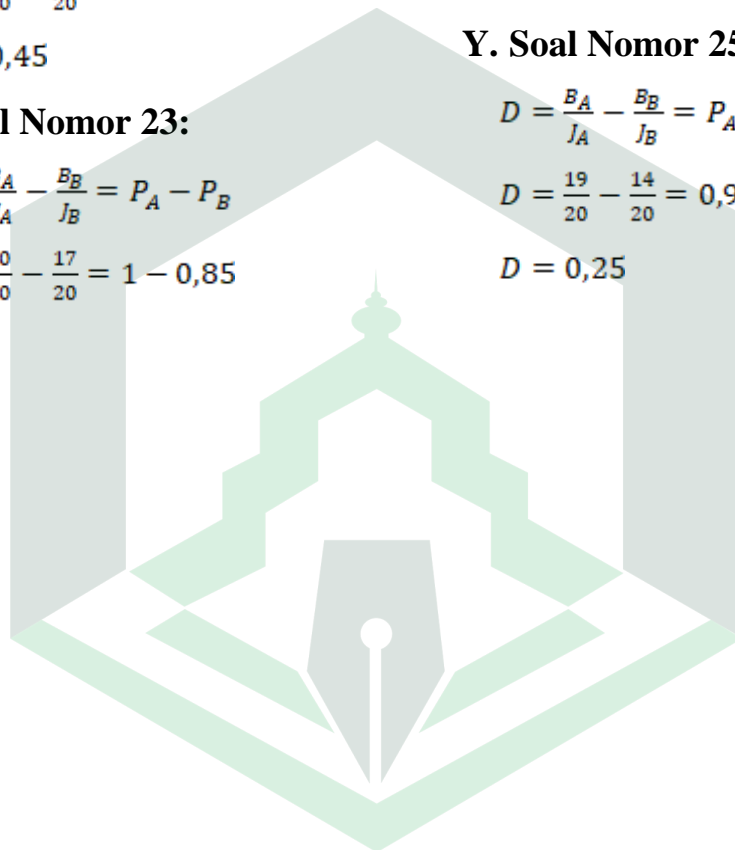 0,45
l Nomor 23:
A/A − B_B/J_B = P_A − P_B
0/0 − 17/20 = 1 − 0,85
Y. Soal Nomor 25
D = B_A/J_A − B_B/J_B = P_A
D = 19/20 − 14/20 = 0,9
D = 0,25